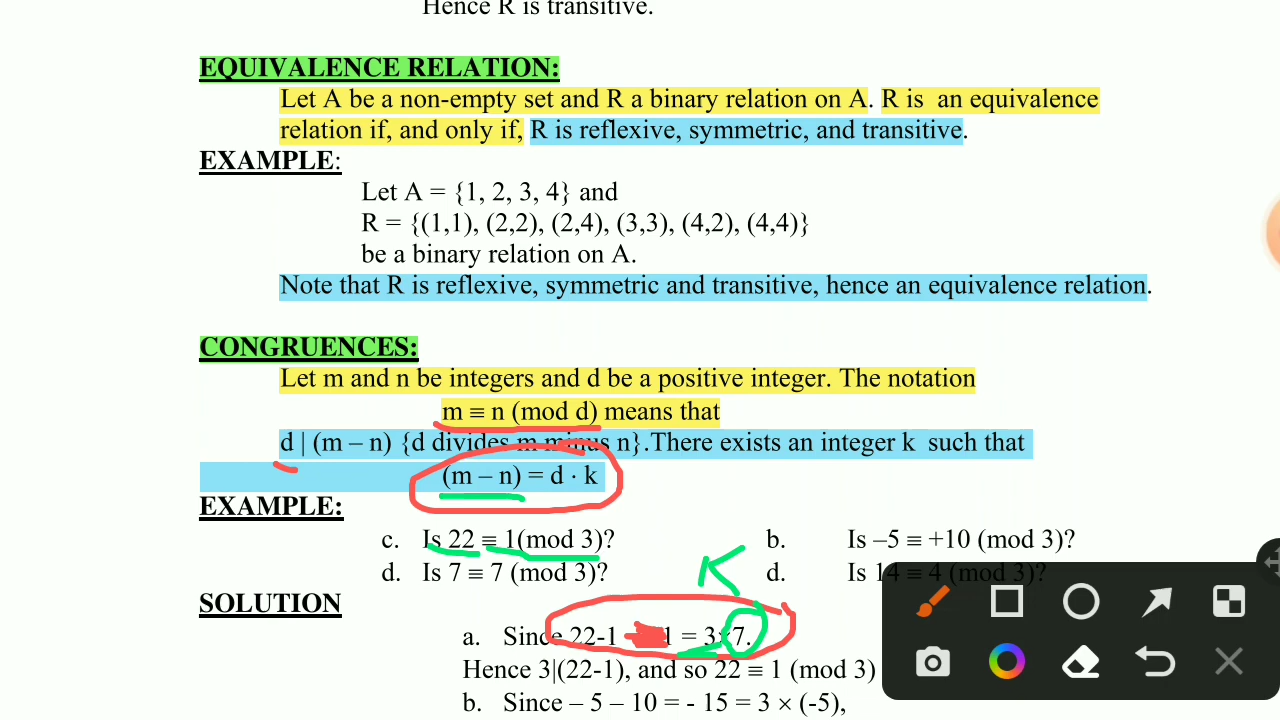 Hence R is transitive.
EQUIVALENCE RELATION:
Let A be a non-empty set and R a binary relation on A. R is an equivalence
relation if, and only if, R is reflexive, symmetric, and transitive.
EXAMPLE:
Let A = {1, 2, 3, 4} and
R = {(1,1), (2,2), (2,4), (3,3), (4,2), (4,4)}
be a binary relation on A.
Note that R is reflexive, symmetric and transitive, hence an equivalence relation.
CONGRUENCES:
Let m and n be integers and d be a positive integer. The notation
m ≡ n (mod d) means that
d | (m – n) {d divides m minus n}.There exists an integer k such that
(m – n) = d · k
EXAMPLE:
c. Is 22 ≡ 1(mod 3)? b. Is –5 ≡ +10 (mod 3)?
d. Is 7 ≡ 7 (mod 3)? d. Is 14 ≡ 4 (mod 3)?
K
SOLUTION
a. Since 22-1 1 = 3×7.
Hence 3|(22-1), and so 22 ≡ 1 (mod 3)
b. Since – 5 – 10 = - 15 = 3 × (-5),